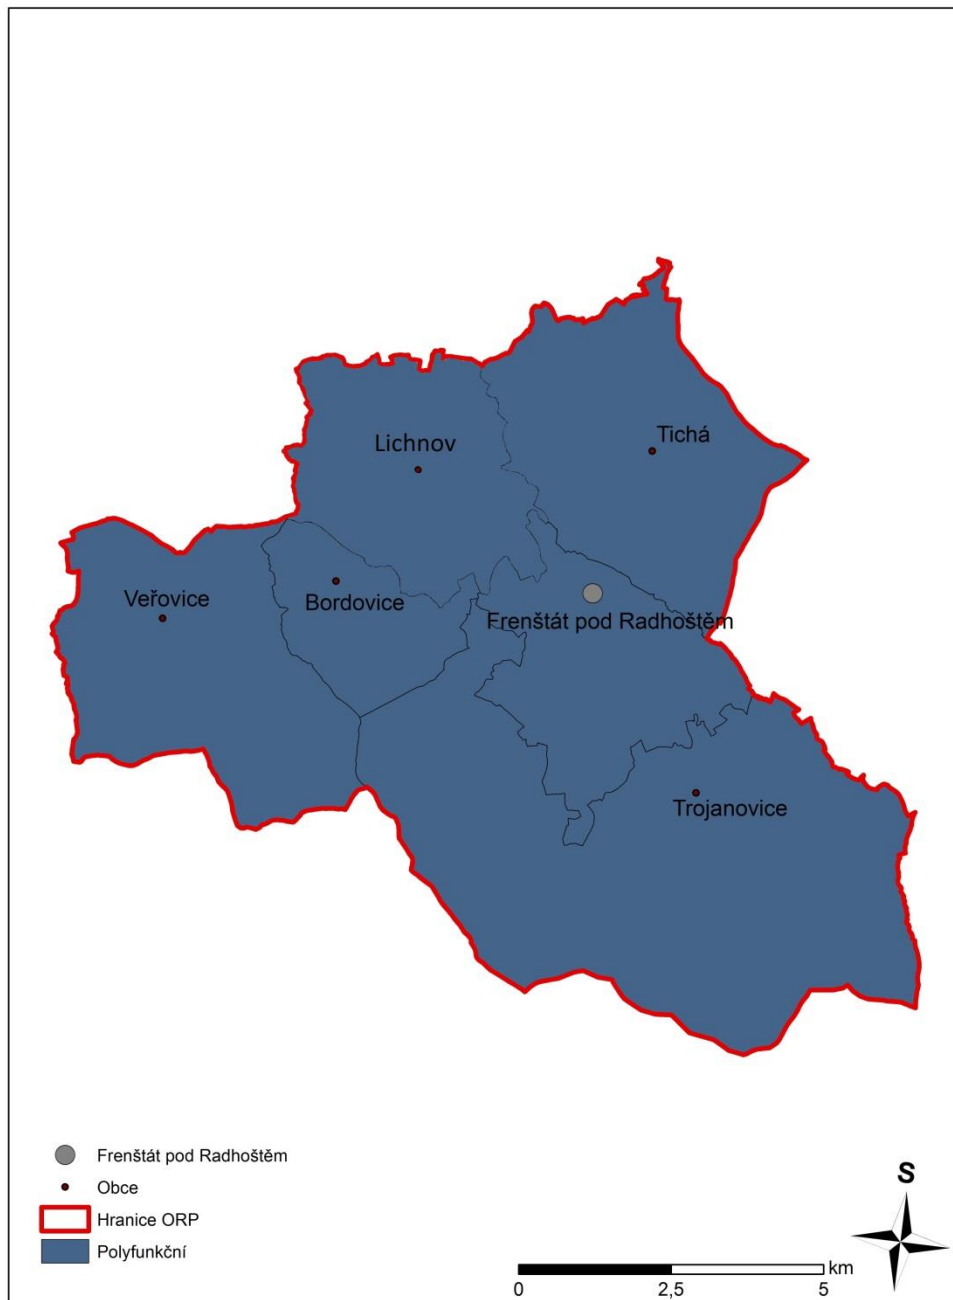 Tichá
Lichnov
Veřovice
Bordovice
Frenštát pod Radhoštěm
Trojanovice
Frenštát pod Radhoštěm
Obce
Hranice ORP
Polyfunkční
S
km
0 2,5 5